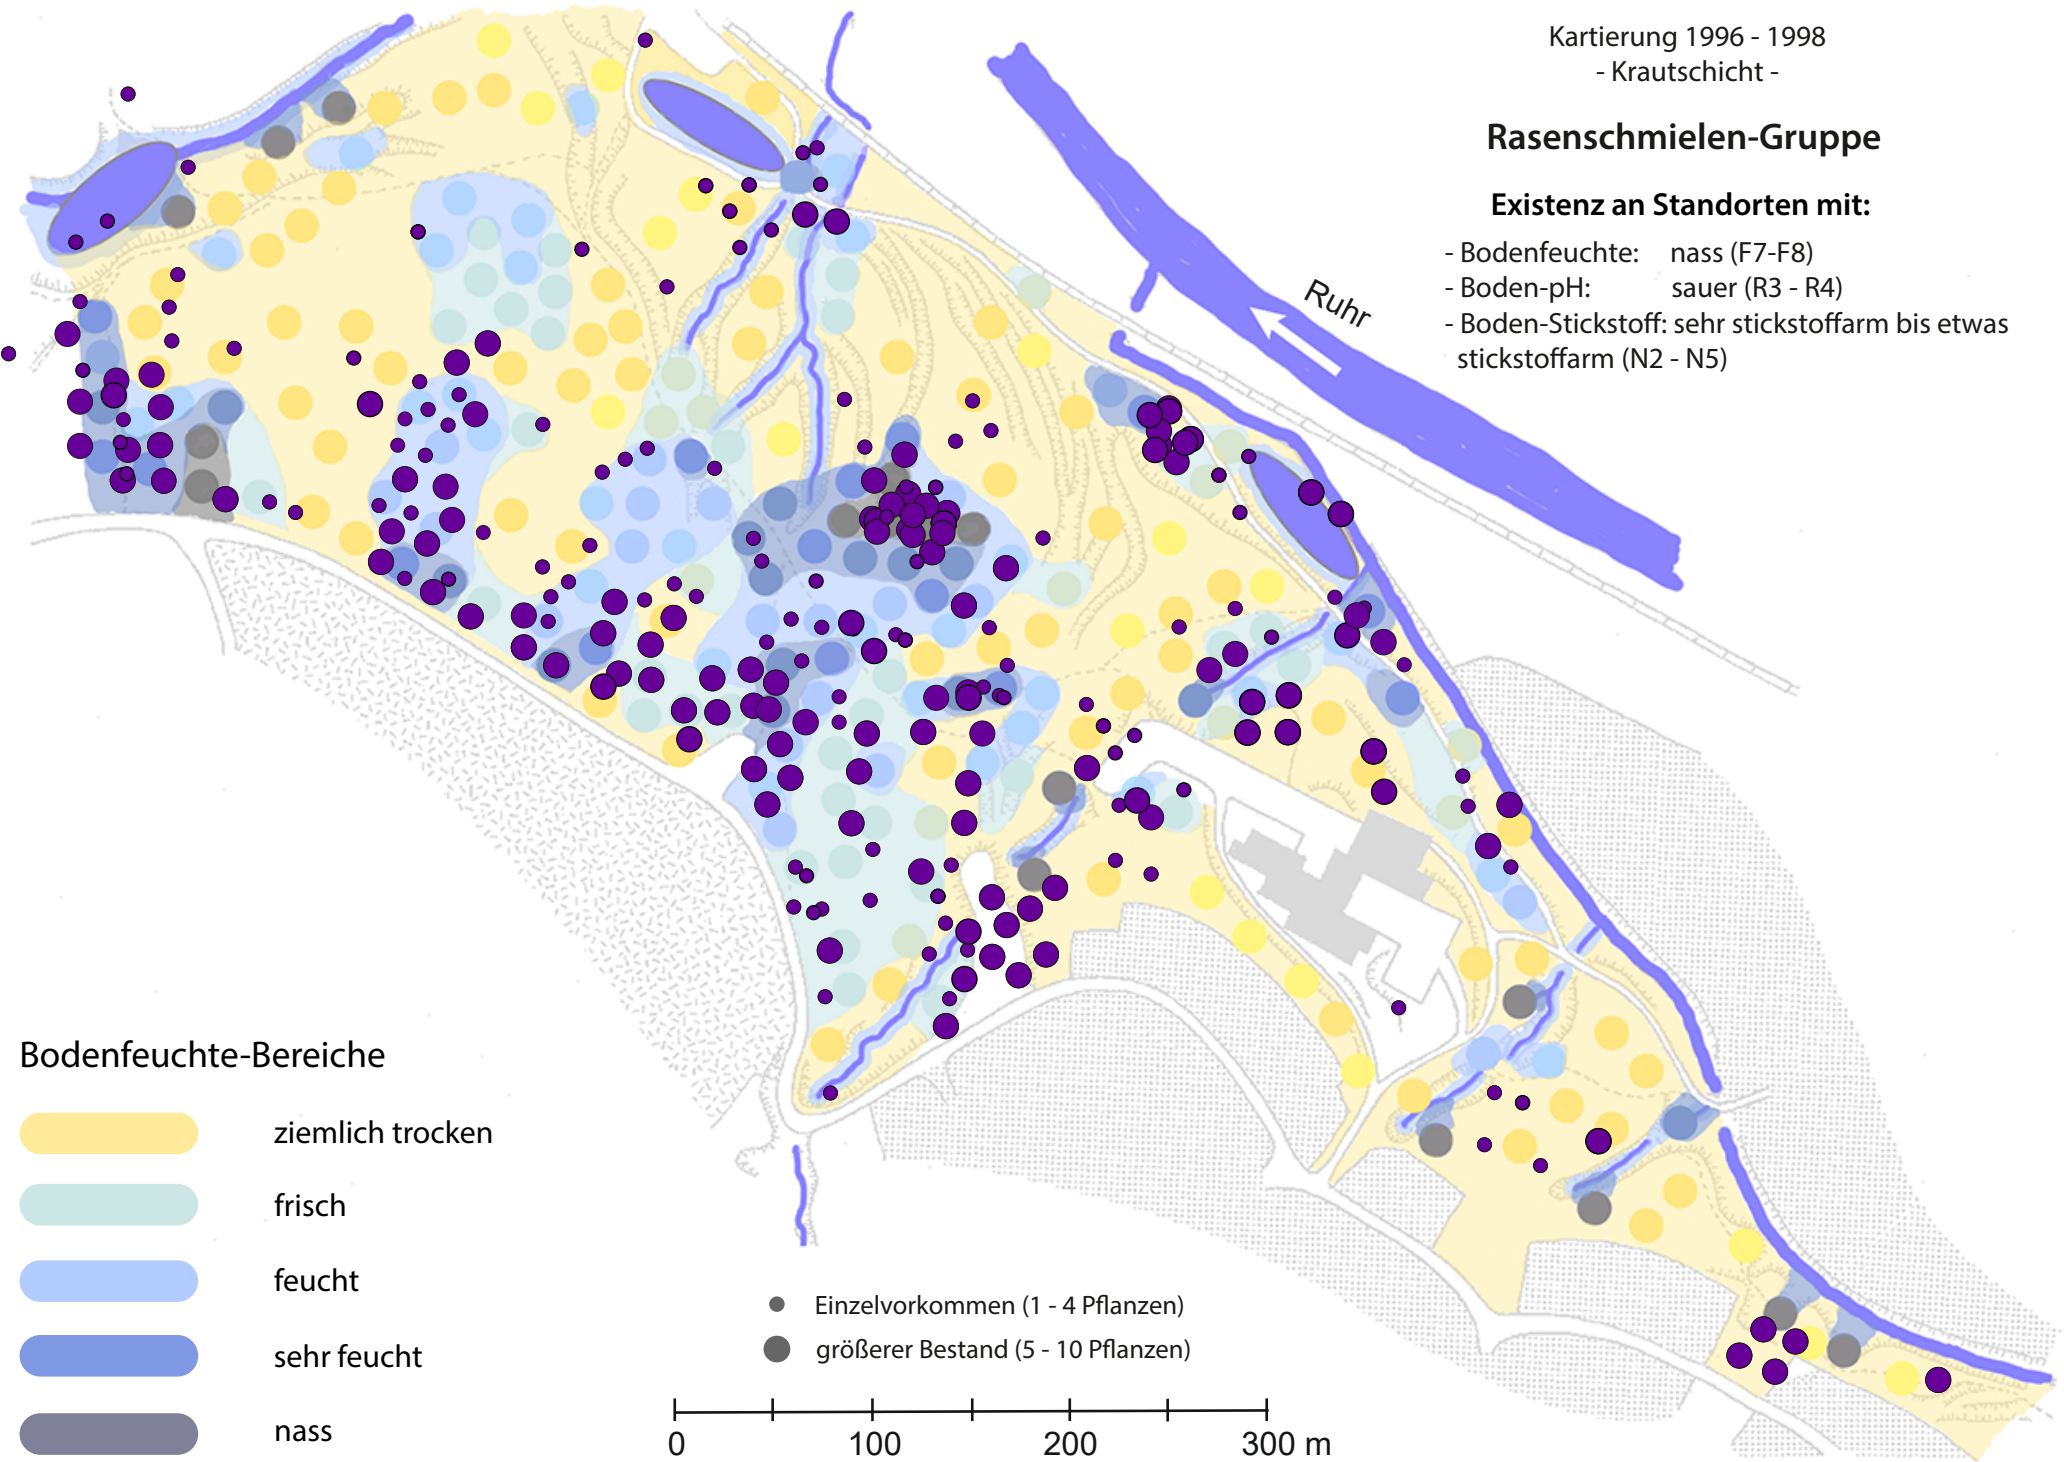 Kartierung 1996 - 1998
- Krautschicht -
Rasenschmielen-Gruppe
Existenz an Standorten mit:
- Bodenfeuchte: nass (F7-F8)
- Boden-pH: sauer (R3 - R4)
- Boden-Stickstoff: sehr stickstoffarm bis etwas
stickstoffarm (N2 - N5)
Ruhr
Bodenfeuchte-Bereiche
ziemlich trocken
frisch
feucht
sehr feucht
nass
Einzelvorkommen (1 - 4 Pflanzen)
größerer Bestand (5 - 10 Pflanzen)
0 100 200 300 m